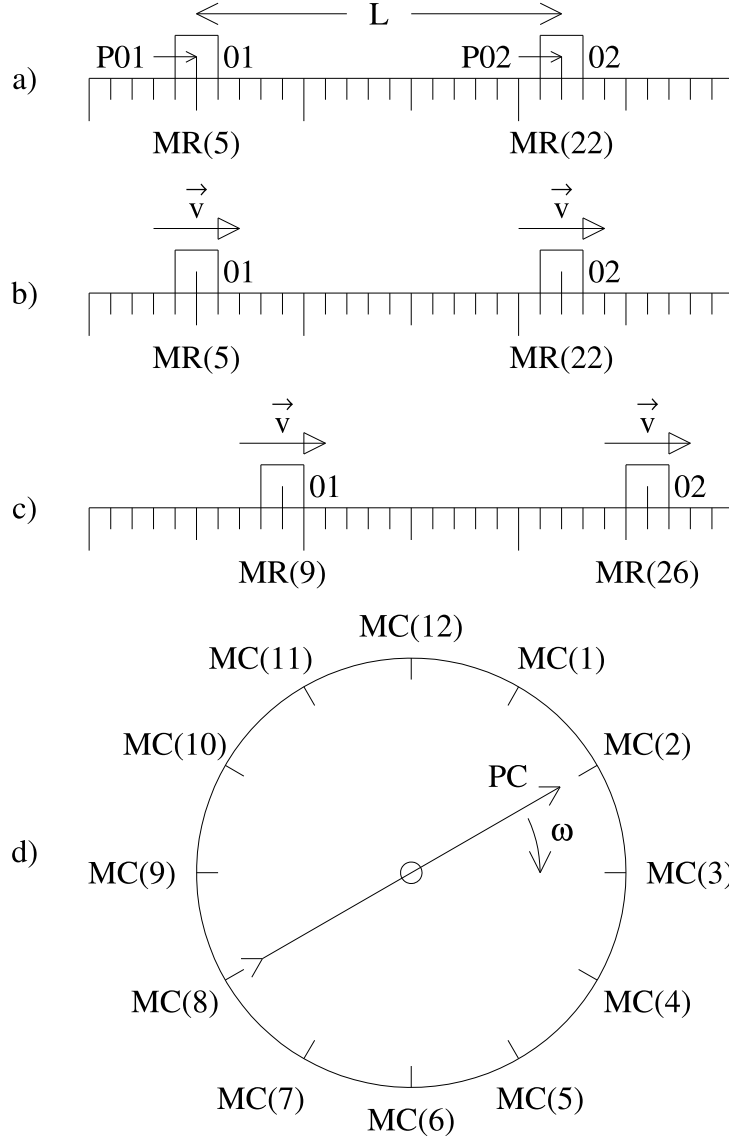 L
P01 01 P02 02
a)
MR(5) MR(22)
v v
01 02
b)
MR(5) MR(22)
v v
01 02
c)
MR(9) MR(26)
MC(12)
MC(11) MC(1)
MC(10) MC(2)
PC
ω
d)
MC(9) MC(3)
MC(8) MC(4)
MC(7) MC(5)
MC(6)